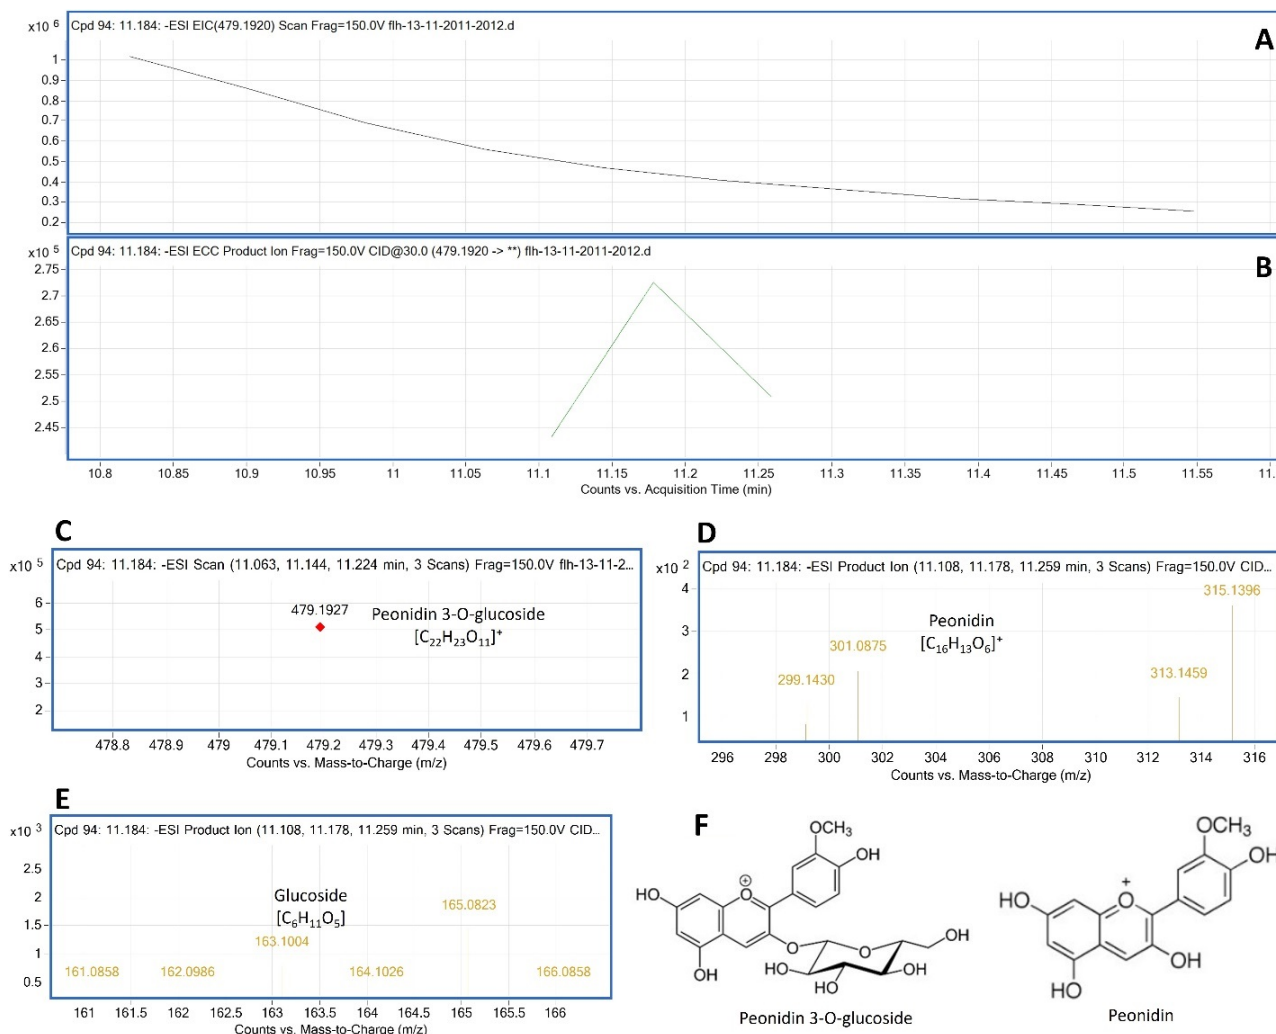 x10 6
Cpd 94: 11.184: -ESI EIC(479.1920) Scan Frag=150.0V flh-13-11-2011-2012.d
A
1
0.9
0.8
0.7
0.6
0.5
0.4
0.3
0.2
x10 5
Cpd 94: 11.184: -ESI ECC Product Ion Frag=150.0V CID@30.0 (479.1920 -> **) flh-13-11-2011-2012.d
B
2.75
2.7
2.65
2.6
2.55
2.5
2.45
10.8 10.85 10.9 10.95 11 11.05 11.1 11.15 11.2 11.25 11.3 11.35 11.4 11.45 11.5 11.55 11.
Counts vs. Acquisition Time (min)
C
x10 5
Cpd 94: 11.184: -ESI Scan (11.063, 11.144, 11.224 min, 3 Scans) Frag=150.0V flh-13-11-2...
6
5
4
3
2
479.1927
Peonidin 3-O-glucoside
[C₂₂H₂₃O₁₁]⁺
478.8 478.9 479 479.1 479.2 479.3 479.4 479.5 479.6 479.7
Counts vs. Mass-to-Charge (m/z)
D
x10 2
Cpd 94: 11.184: -ESI Product Ion (11.108, 11.178, 11.259 min, 3 Scans) Frag=150.0V CID...
4
3
2
1
315.1396
Peonidin
[C₁₆H₁₃O₆]⁺
301.0875
299.1430
313.1459
296 298 300 302 304 306 308 310 312 314 316
Counts vs. Mass-to-Charge (m/z)
E
x10 3
Cpd 94: 11.184: -ESI Product Ion (11.108, 11.178, 11.259 min, 3 Scans) Frag=150.0V CID...
2.5
2
1.5
1
0.5
Glucoside
[C₆H₁₁O₅]
165.0823
163.1004
161.0858 162.0986 164.1026 166.0858
161 161.5 162 162.5 163 163.5 164 164.5 165 165.5 166
Counts vs. Mass-to-Charge (m/z)
F
OCH₃
OH
HO
O
+
O
O
OH
OH
HO
HO
OH
Peonidin 3-O-glucoside
OCH₃
OH
HO
+
O
OH
HO
Peonidin